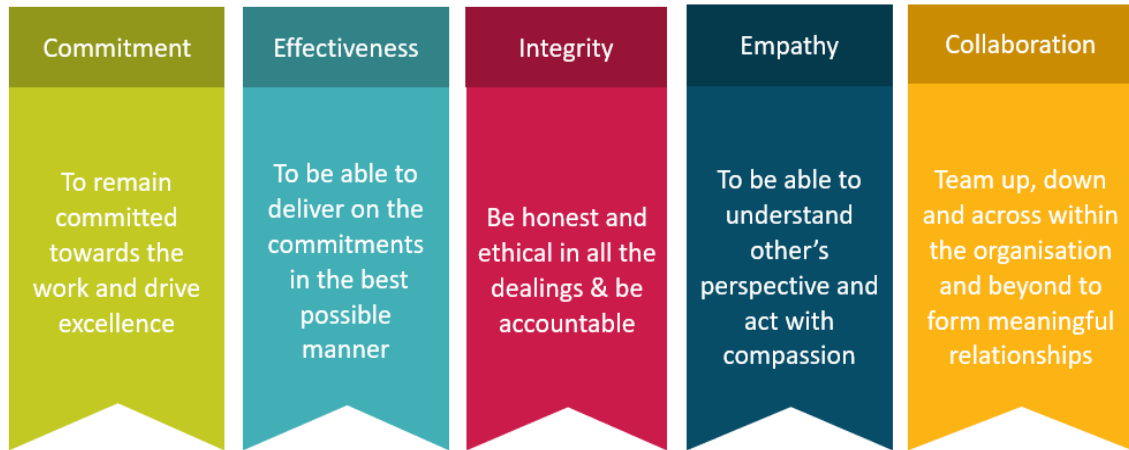 Commitment
To remain
committed
towards the
work and drive
excellence
Effectiveness
To be able to
deliver on the
commitments
in the best
possible
manner
Integrity
Be honest and
ethical in all the
dealings & be
accountable
Empathy
To be able to
understand
other’s
perspective and
act with
compassion
Collaboration
Team up, down
and across within
the organisation
and beyond to
form meaningful
relationships